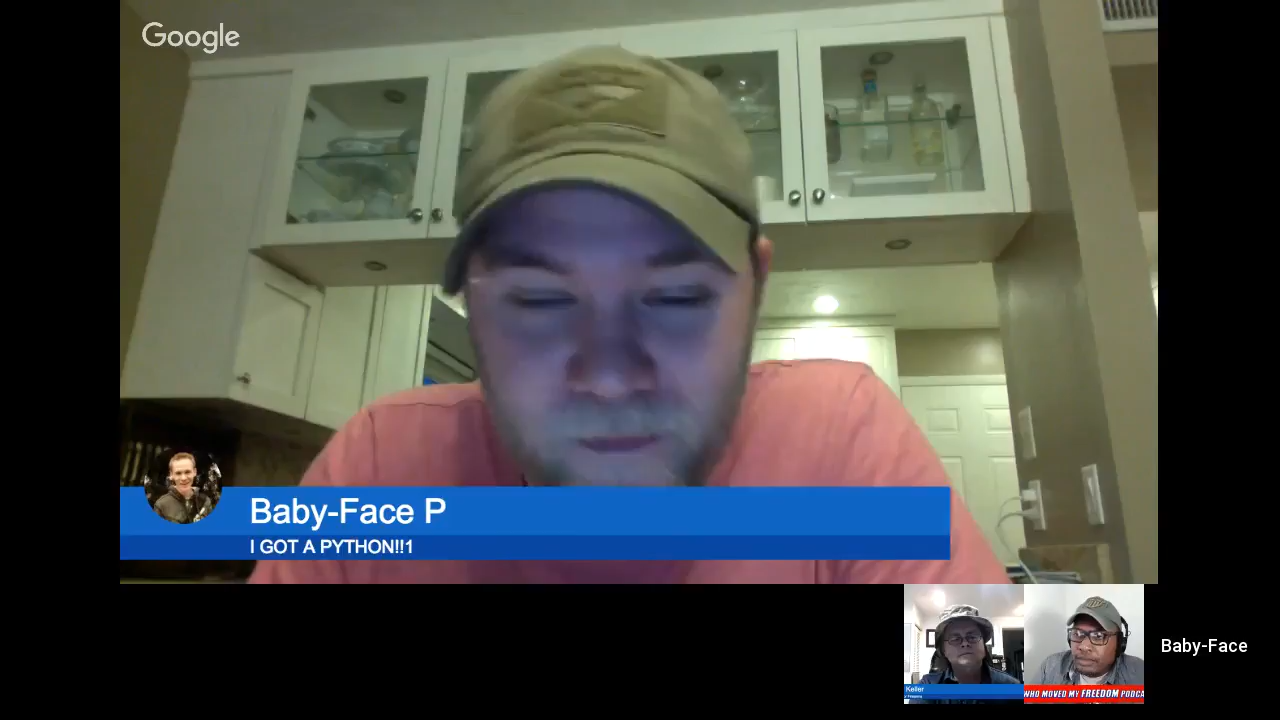 Google
Baby-Face P
I GOT A PYTHON!!1
Baby-Face
Keller
WHO MOVED MY FREEDOM PODCA